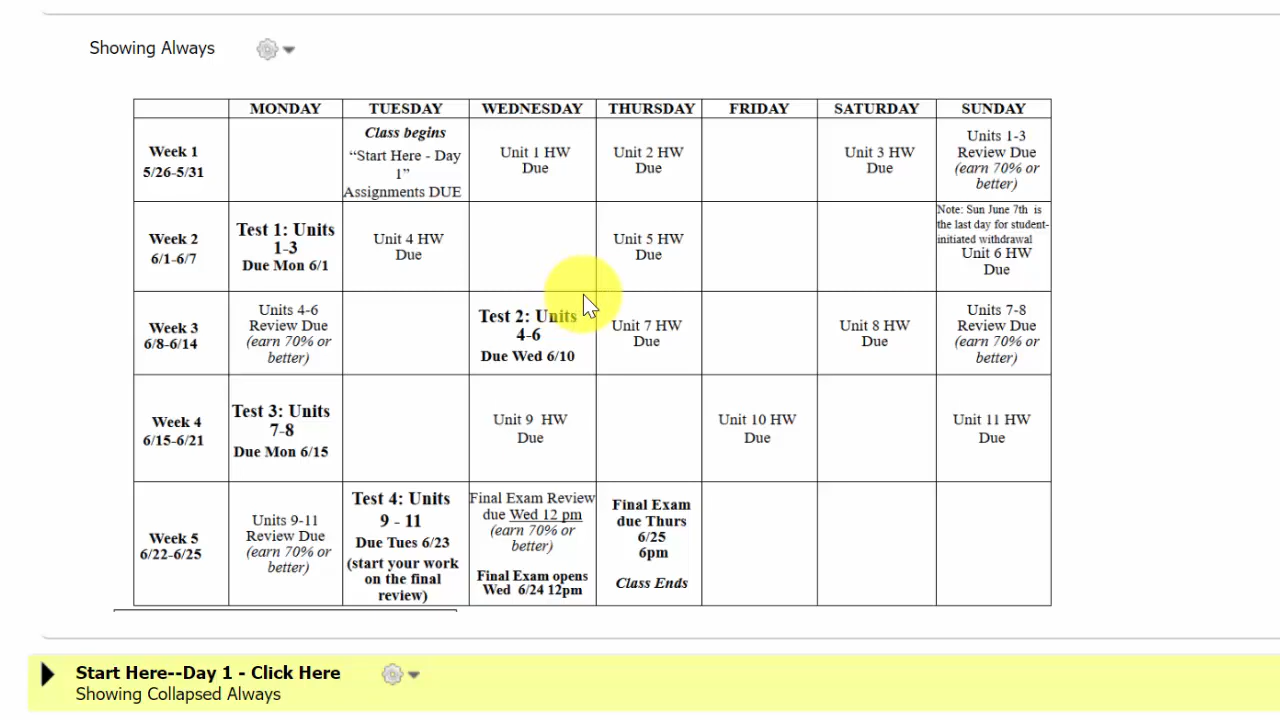 Showing Always
MONDAY TUESDAY WEDNESDAY THURSDAY FRIDAY SATURDAY SUNDAY
Week 1
5/26-5/31
Class begins
“Start Here - Day
1”
Assignments DUE
Unit 1 HW
Due
Unit 2 HW
Due
Unit 3 HW
Due
Units 1-3
Review Due
(earn 70% or
better)
Week 2
6/1-6/7
Test 1: Units
1-3
Due Mon 6/1
Unit 4 HW
Due
Unit 5 HW
Due
Note: Sun June 7th is
the last day for student-
initiated withdrawal
Unit 6 HW
Due
Week 3
6/8-6/14
Units 4-6
Review Due
(earn 70% or
better)
Test 2: Units
4-6
Due Wed 6/10
Unit 7 HW
Due
Unit 8 HW
Due
Units 7-8
Review Due
(earn 70% or
better)
Week 4
6/15-6/21
Test 3: Units
7-8
Due Mon 6/15
Unit 9 HW
Due
Unit 10 HW
Due
Unit 11 HW
Due
Week 5
6/22-6/25
Units 9-11
Review Due
(earn 70% or
better)
Test 4: Units
9 - 11
Due Tues 6/23
(start your work
on the final
review)
Final Exam Review
due Wed 12 pm
(earn 70% or
better)
Final Exam opens
Wed 6/24 12pm
Final Exam
due Thurs
6/25
6pm
Class Ends
Start Here--Day 1 - Click Here
Showing Collapsed Always